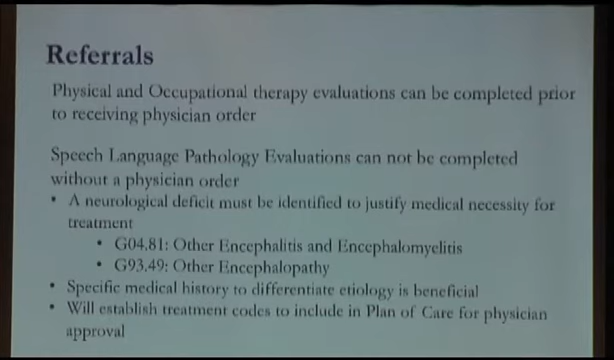 Referrals
Physical and Occupational therapy evaluations can be completed prior
to receiving physician order
Speech Language Pathology Evaluations can not be completed
without a physician order
• A neurological deficit must be identified to justify medical necessity for
treatment
• G04.81: Other Encephalitis and Encephalomyelitis
• G93.49: Other Encephalopathy
• Specific medical history to differentiate etiology is beneficial
• Will establish treatment codes to include in Plan of Care for physician
approval